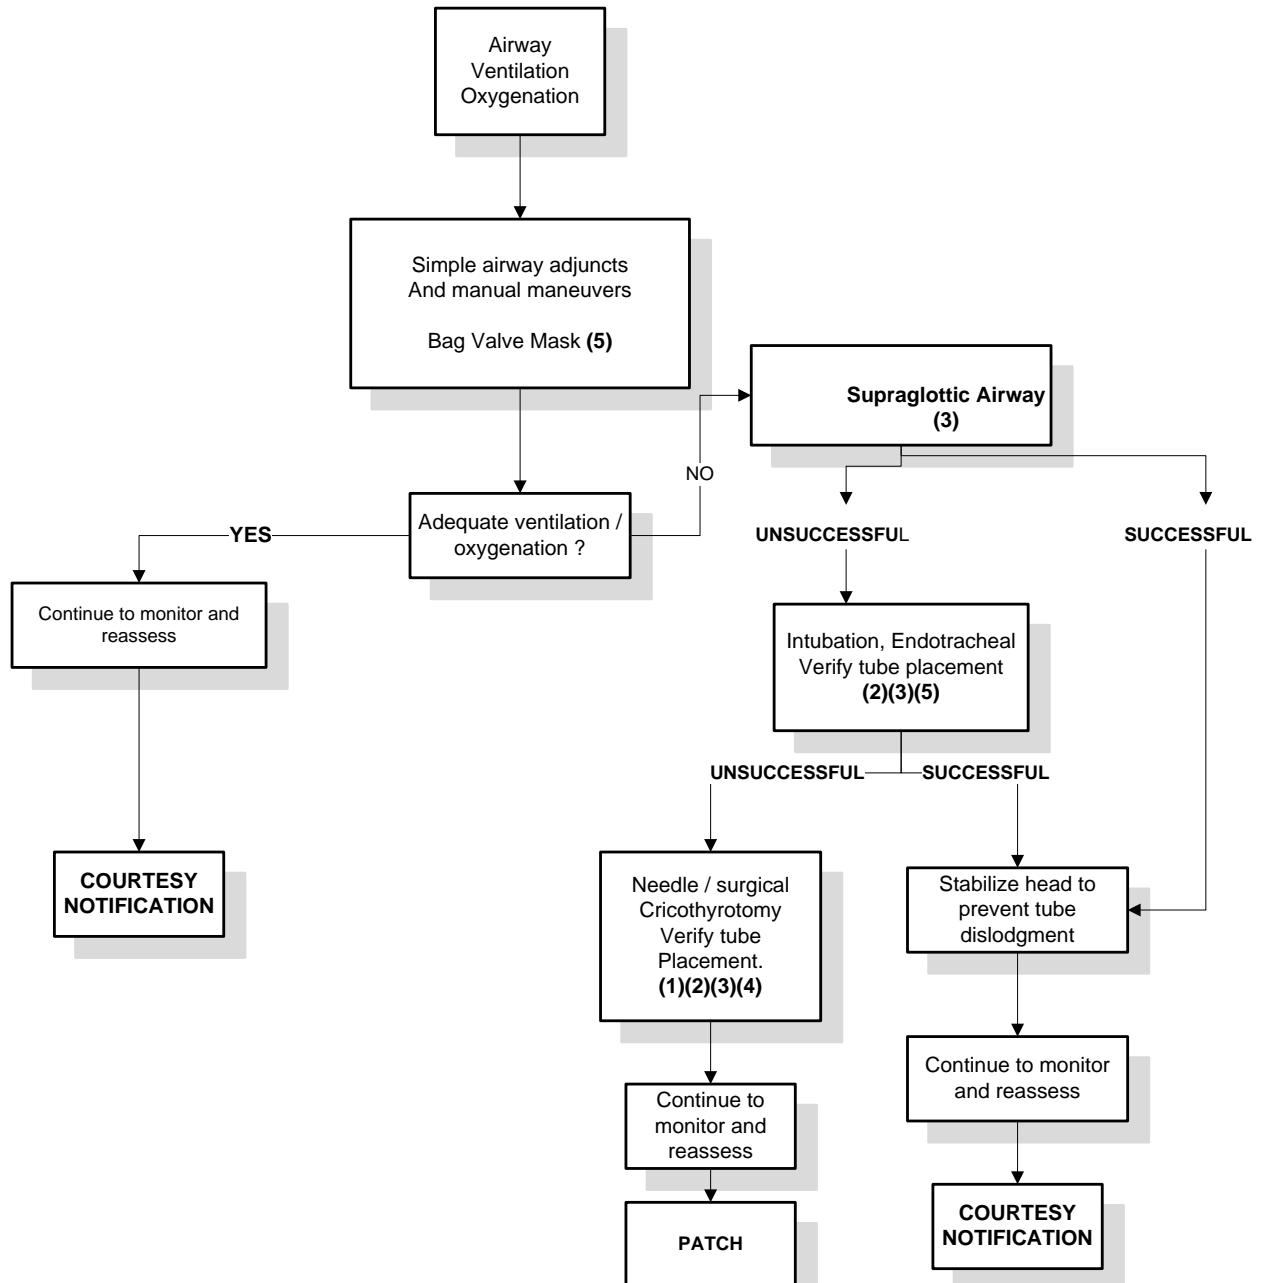 Airway
Ventilation
Oxygenation
Simple airway adjuncts
And manual maneuvers
Bag Valve Mask (5)
Supraglottic Airway
(3)
NO
Adequate ventilation /
oxygenation ?
YES
UNSUCCESSFUL
SUCCESSFUL
Continue to monitor and
reassess
Intubation, Endotracheal
Verify tube placement
(2)(3)(5)
UNSUCCESSFUL
SUCCESSFUL
COURTESY
NOTIFICATION
Needle / surgical
Cricothyrotomy
Verify tube
Placement.
(1)(2)(3)(4)
Stabilize head to
prevent tube
dislodgment
Continue to monitor
and reassess
Continue to
monitor and
reassess
COURTESY
NOTIFICATION
PATCH